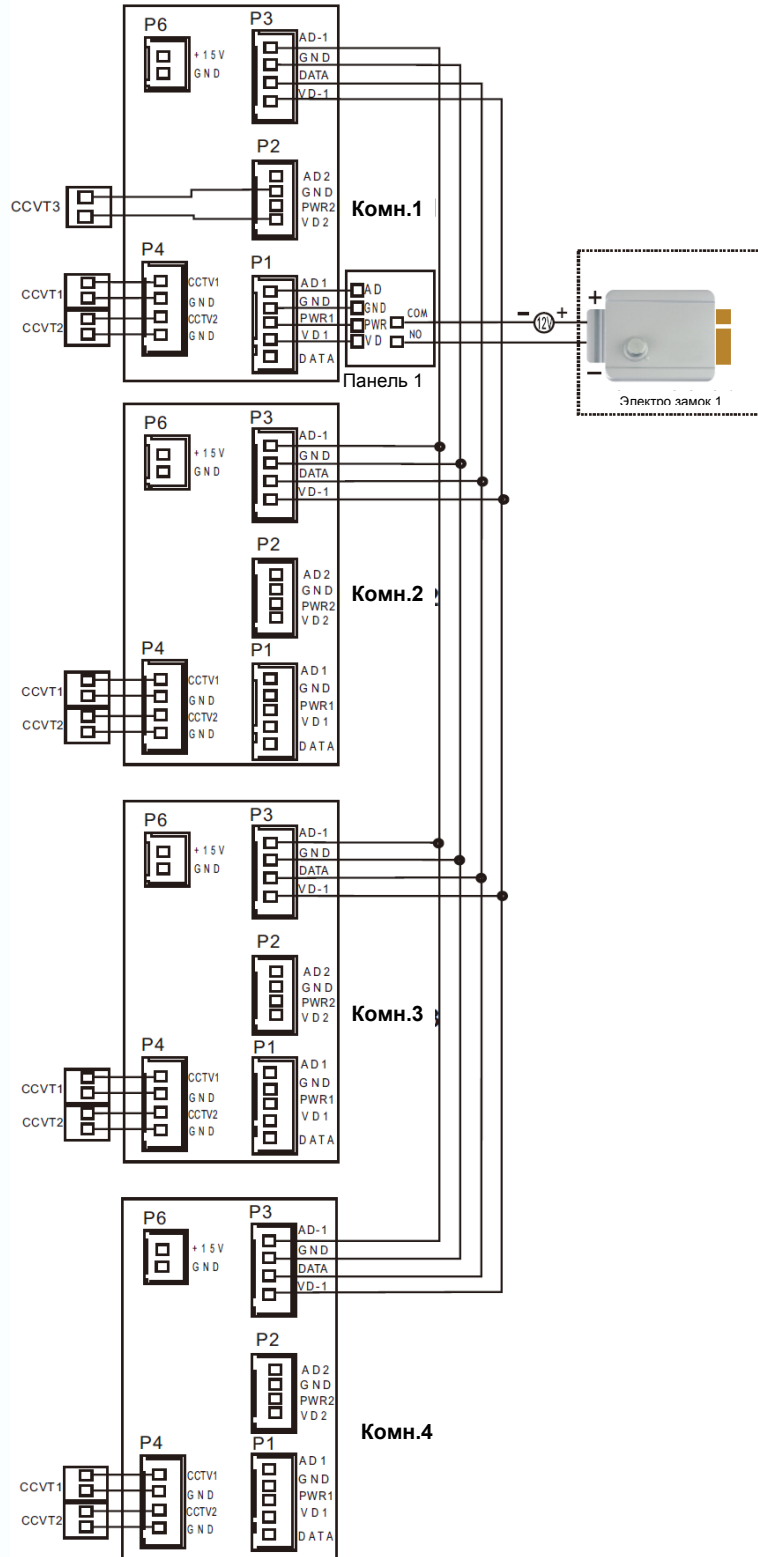 P6
+15V
GND
P3
AD-1
GND
DATA
VD-1
P2
AD2
GND
PWR2
VD2
Комн.1
CCVT3
P4
CCTV1
GND
CCTV2
GND
CCVT1
CCVT2
P1
AD1
GND
PWR1
VD1
DATA
AD
GND
PWR
VD
COM
NO
Панель 1
− 12V +
+
−
Электро замок 1
P6
+15V
GND
P3
AD-1
GND
DATA
VD-1
P2
AD2
GND
PWR2
VD2
Комн.2
P4
CCTV1
GND
CCTV2
GND
CCVT1
CCVT2
P1
AD1
GND
PWR1
VD1
DATA
P6
+15V
GND
P3
AD-1
GND
DATA
VD-1
P2
AD2
GND
PWR2
VD2
Комн.3
P4
CCTV1
GND
CCTV2
GND
CCVT1
CCVT2
P1
AD1
GND
PWR1
VD1
DATA
P6
+15V
GND
P3
AD-1
GND
DATA
VD-1
P2
AD2
GND
PWR2
VD2
Комн.4
P4
CCTV1
GND
CCTV2
GND
CCVT1
CCVT2
P1
AD1
GND
PWR1
VD1
DATA